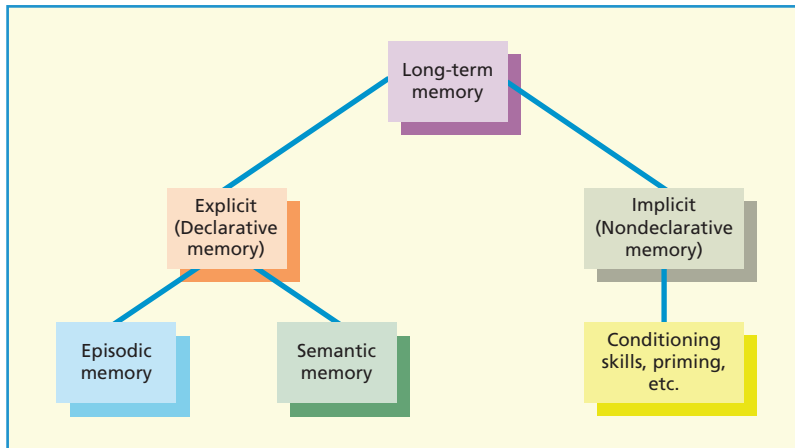 Long-term
memory
Explicit
(Declarative
memory)
Implicit
(Nondeclarative
memory)
Episodic
memory
Semantic
memory
Conditioning
skills, priming,
etc.